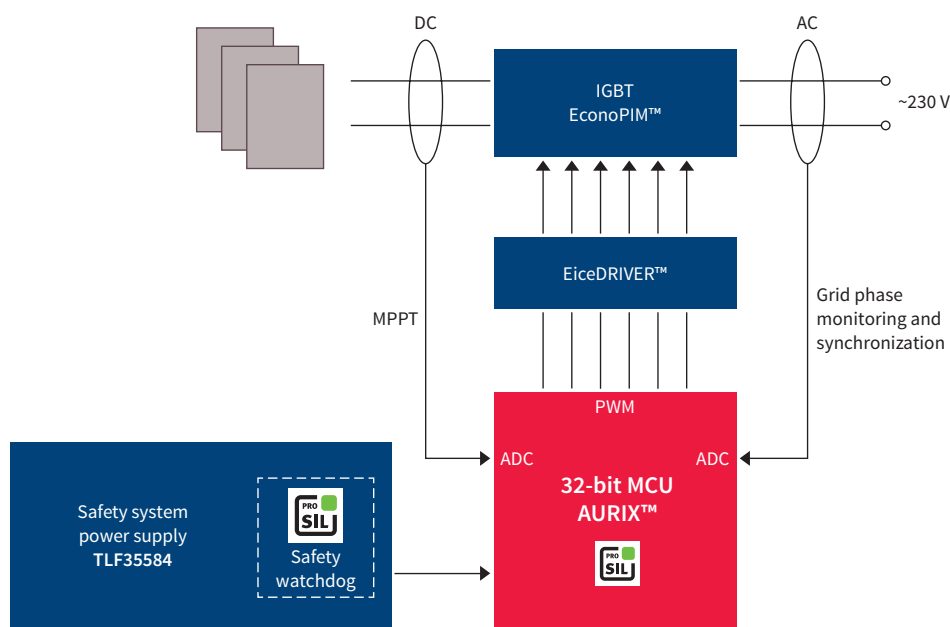 DC
AC
IGBT
EconoPIM™
~230 V
EiceDRIVER™
MPPT
Grid phase
monitoring and
synchronization
PWM
ADC
ADC
32-bit MCU
AURIX™
PRO
SIL
Safety system
power supply
TLF35584
PRO
SIL
Safety
watchdog